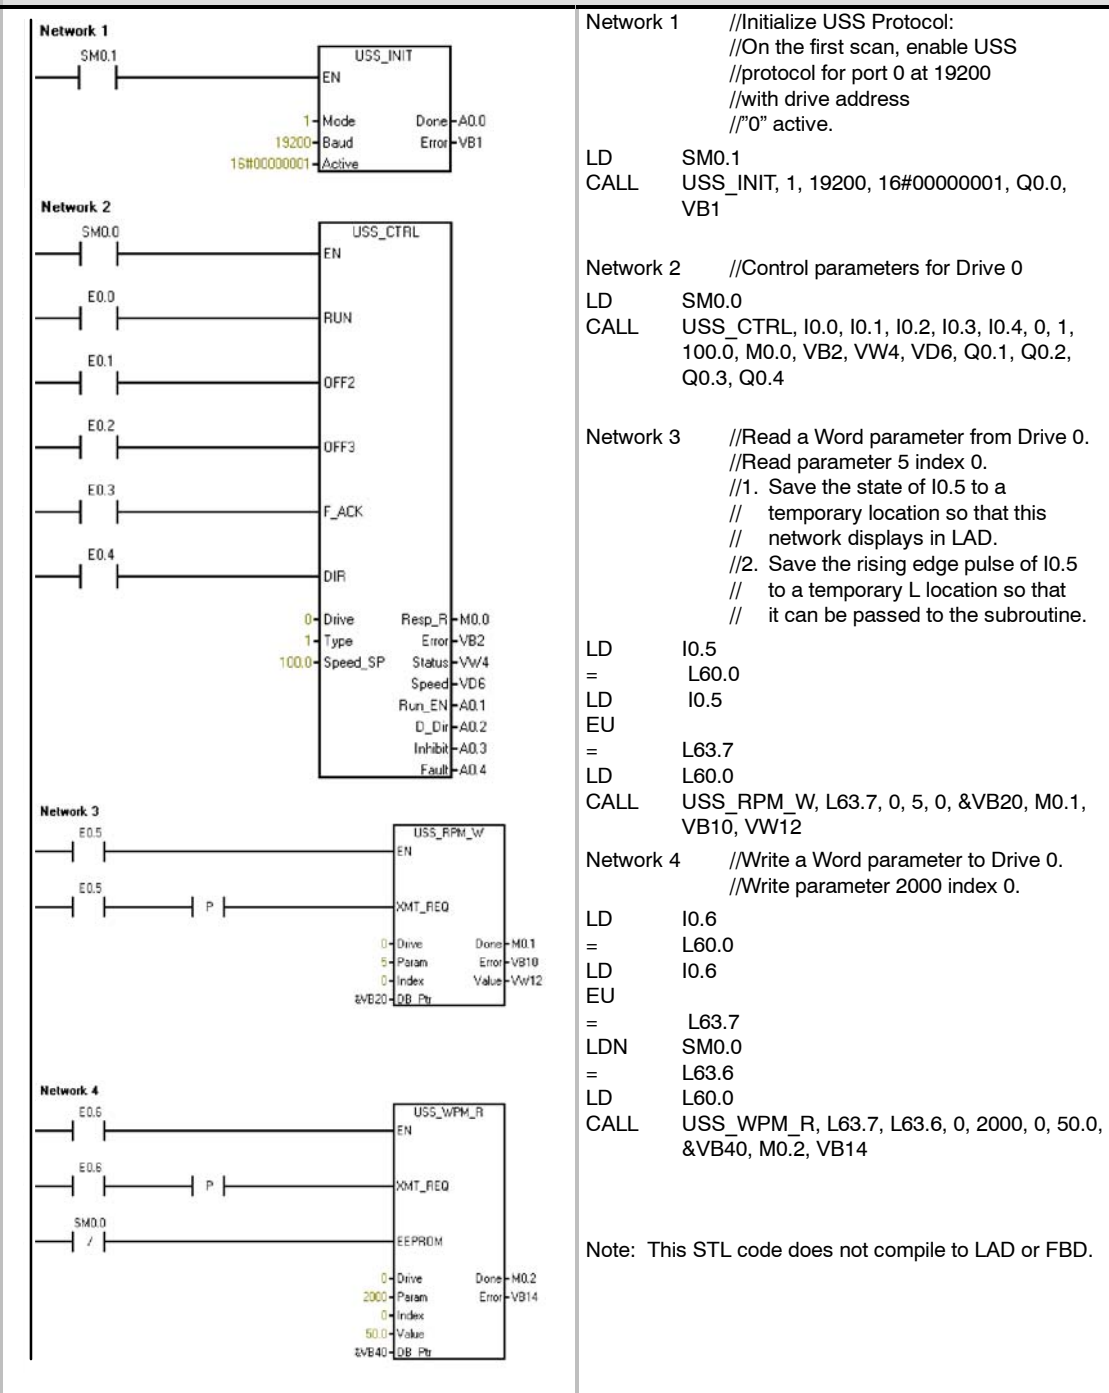 Network 1
SM0.1
USS_INIT
EN
1 Mode Done A0.0
19200 Baud Error VB1
16#00000001 Active
Network 2
SM0.0
USS_CTRL
EN
E0.0
RUN
E0.1
OFF2
E0.2
OFF3
E0.3
F_ACK
E0.4
DIR
0 Drive Resp_R M0.0
1 Type Error VB2
100.0 Speed_SP Status VW4
Speed VD6
Run_EN A0.1
D_Dir A0.2
Inhibit A0.3
Fault A0.4
Network 3
E0.5
USS_RPM_W
EN
E0.5
P
XMT_REQ
0 Drive Done M0.1
5 Param Error VB10
0 Index Value VW12
&VB20 DB_Ptr
Network 4
E0.6
USS_WPM_R
EN
E0.6
P
XMT_REQ
SM0.0
/
EEPROM
0 Drive Done M0.2
2000 Param Error VB14
0 Index
50.0 Value
&VB40 DB_Ptr
Network 1 //Initialize USS Protocol:
//On the first scan, enable USS
//protocol for port 0 at 19200
//with drive address
//"0" active.
LD SM0.1
CALL USS_INIT, 1, 19200, 16#00000001, Q0.0,
VB1
Network 2 //Control parameters for Drive 0
LD SM0.0
CALL USS_CTRL, I0.0, I0.1, I0.2, I0.3, I0.4, 0, 1,
100.0, M0.0, VB2, VW4, VD6, Q0.1, Q0.2,
Q0.3, Q0.4
Network 3 //Read a Word parameter from Drive 0.
//Read parameter 5 index 0.
//1. Save the state of I0.5 to a
// temporary location so that this
// network displays in LAD.
//2. Save the rising edge pulse of I0.5
// to a temporary L location so that
// it can be passed to the subroutine.
LD I0.5
= L60.0
LD I0.5
EU
= L63.7
LD L60.0
CALL USS_RPM_W, L63.7, 0, 5, 0, &VB20, M0.1,
VB10, VW12
Network 4 //Write a Word parameter to Drive 0.
//Write parameter 2000 index 0.
LD I0.6
= L60.0
LD I0.6
EU
= L63.7
LDN SM0.0
= L63.6
LD L60.0
CALL USS_WPM_R, L63.7, L63.6, 0, 2000, 0, 50.0,
&VB40, M0.2, VB14
Note: This STL code does not compile to LAD or FBD.